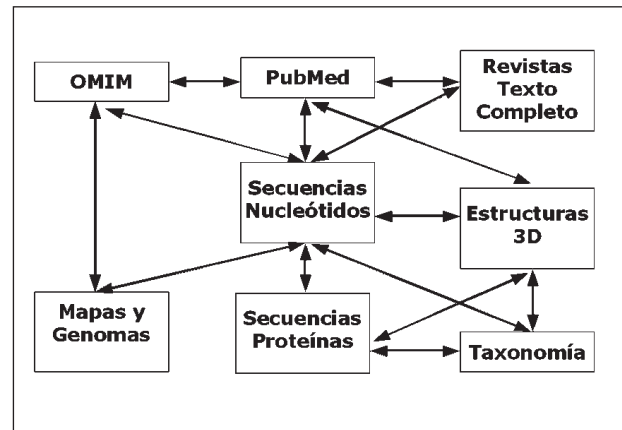 OMIM
PubMed
Revistas
Texto
Completo
Secuencias
Nucleótidos
Estructuras
3D
Mapas y
Genomas
Secuencias
Proteínas
Taxonomía